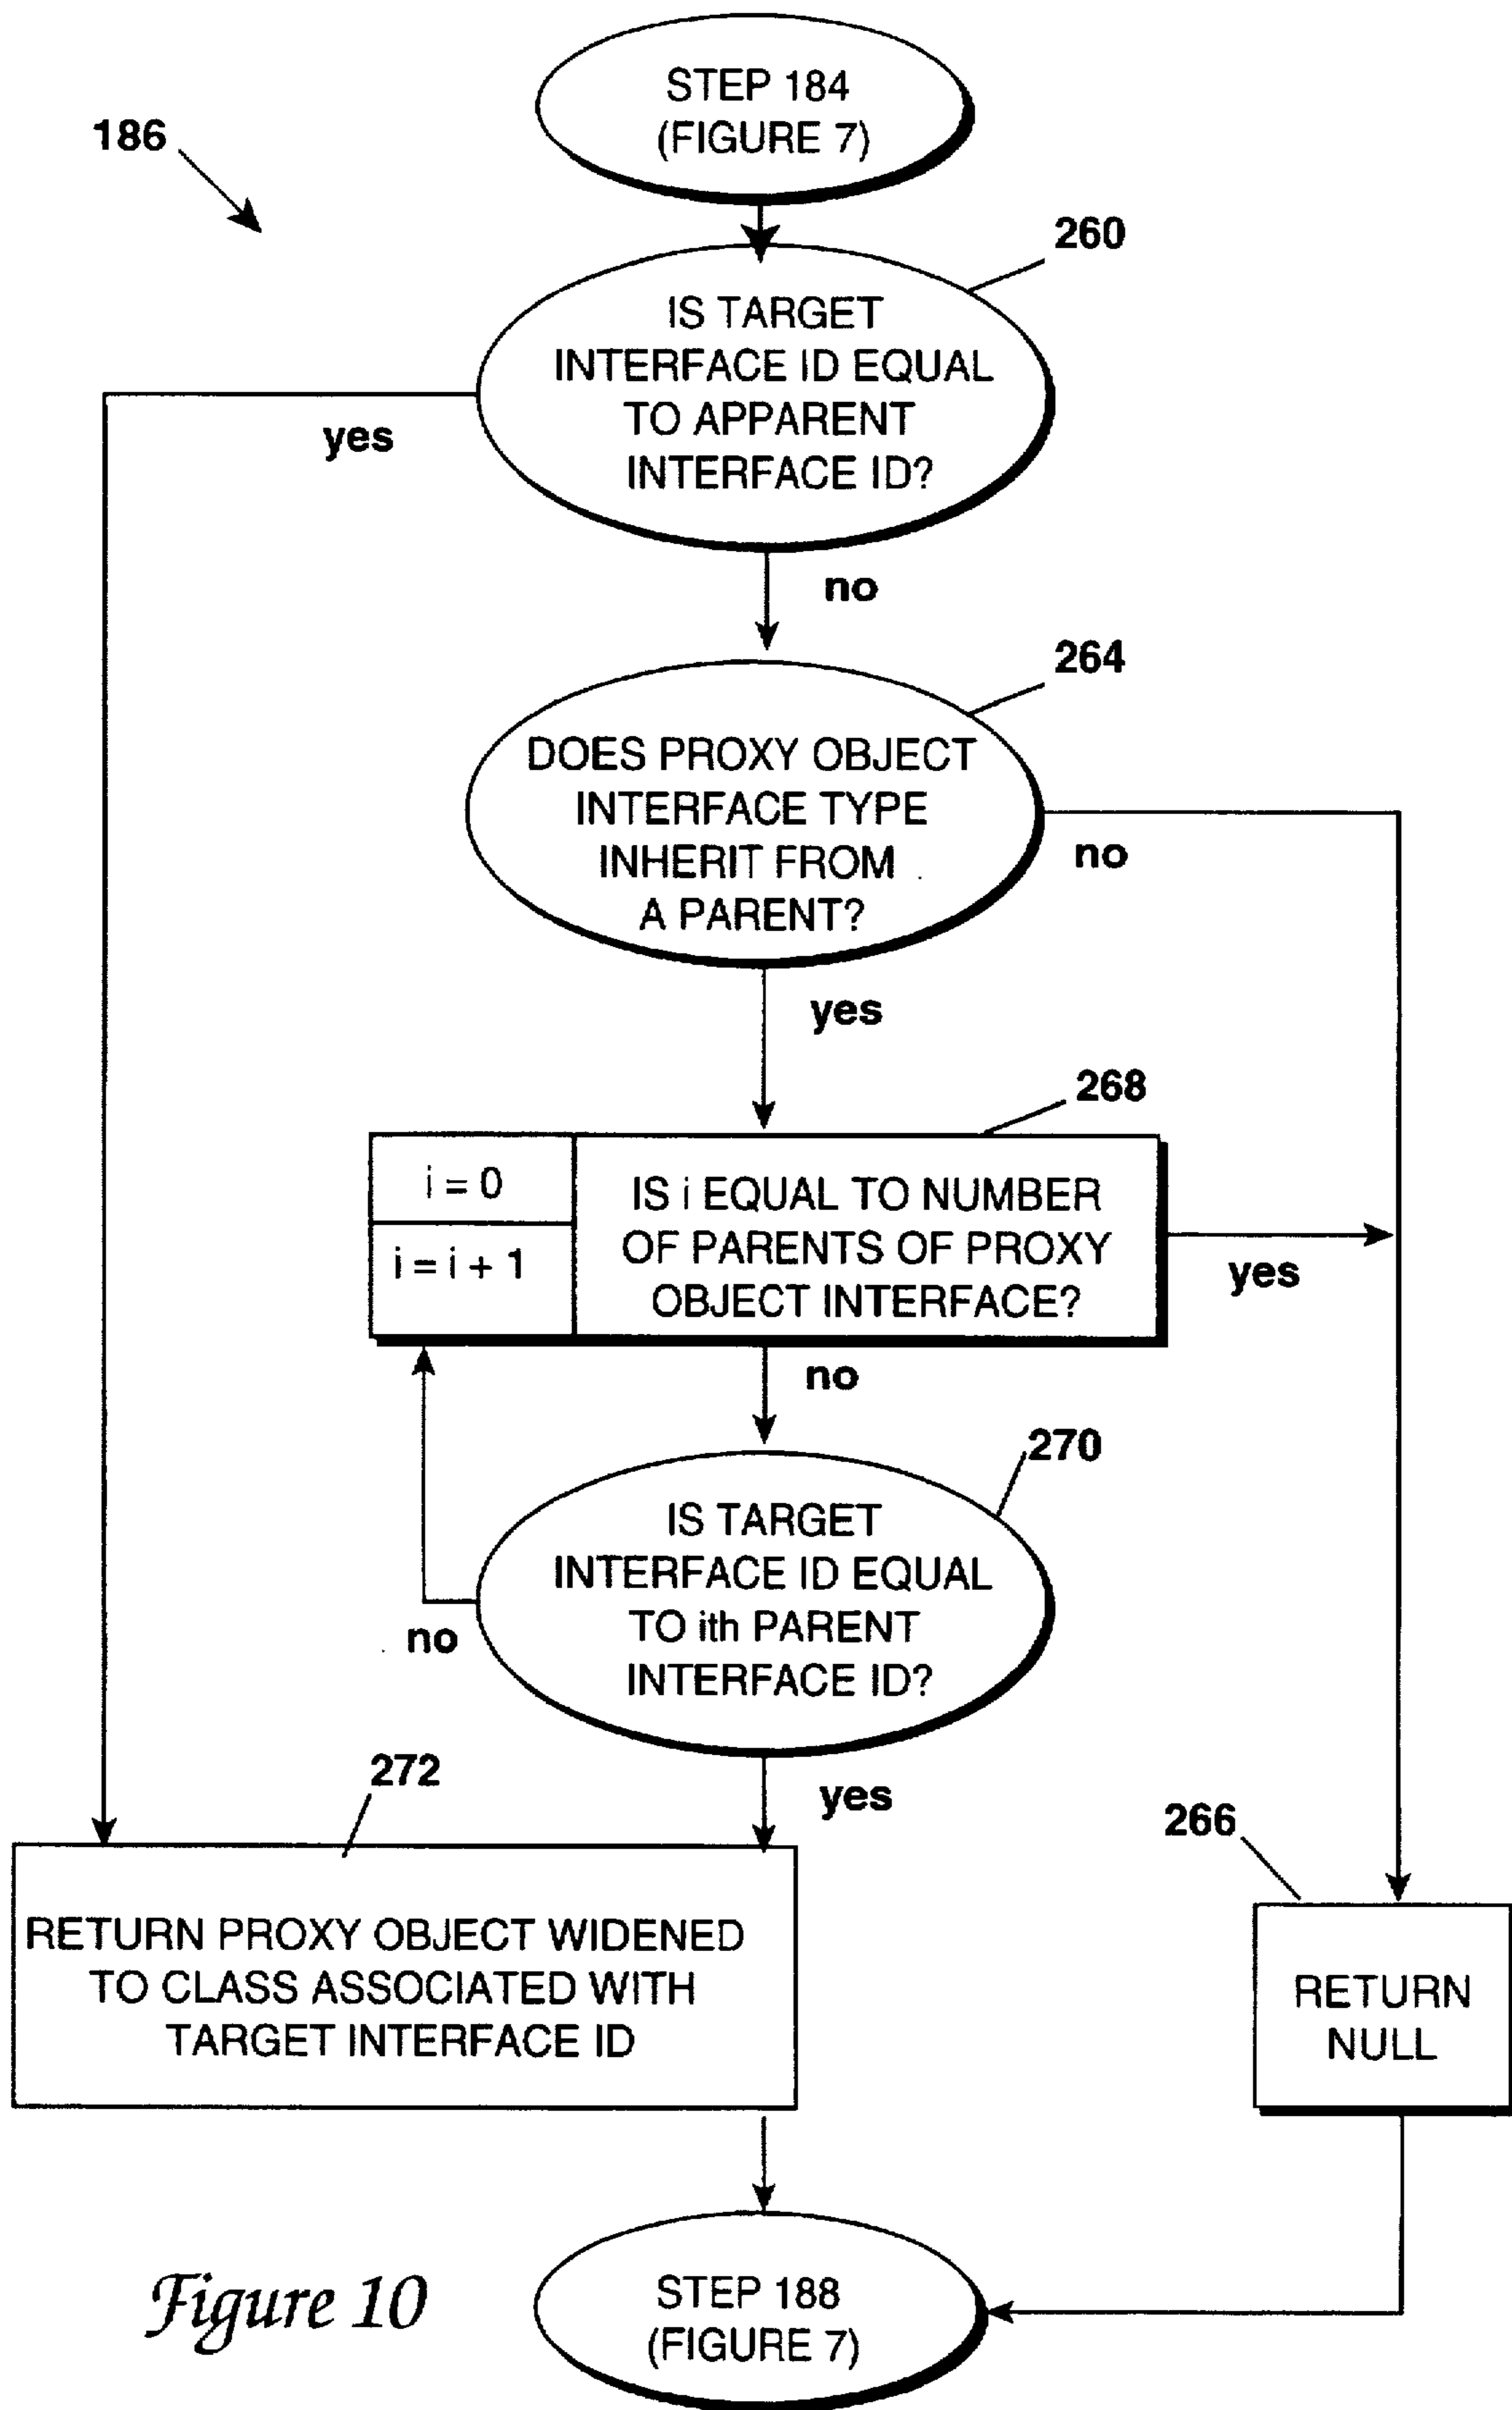 STEP 184
(FIGURE 7)
186
260
IS TARGET
INTERFACE ID EQUAL
TO APPARENT
INTERFACE ID?
yes
no
264
DOES PROXY OBJECT
INTERFACE TYPE
INHERIT FROM
A PARENT?
no
yes
268
i = 0
i = i + 1
IS i EQUAL TO NUMBER
OF PARENTS OF PROXY
OBJECT INTERFACE?
yes
no
270
IS TARGET
INTERFACE ID EQUAL
TO ith PARENT
INTERFACE ID?
no
yes
272
266
RETURN PROXY OBJECT WIDENED
TO CLASS ASSOCIATED WITH
TARGET INTERFACE ID
RETURN
NULL
STEP 188
(FIGURE 7)
Figure 10